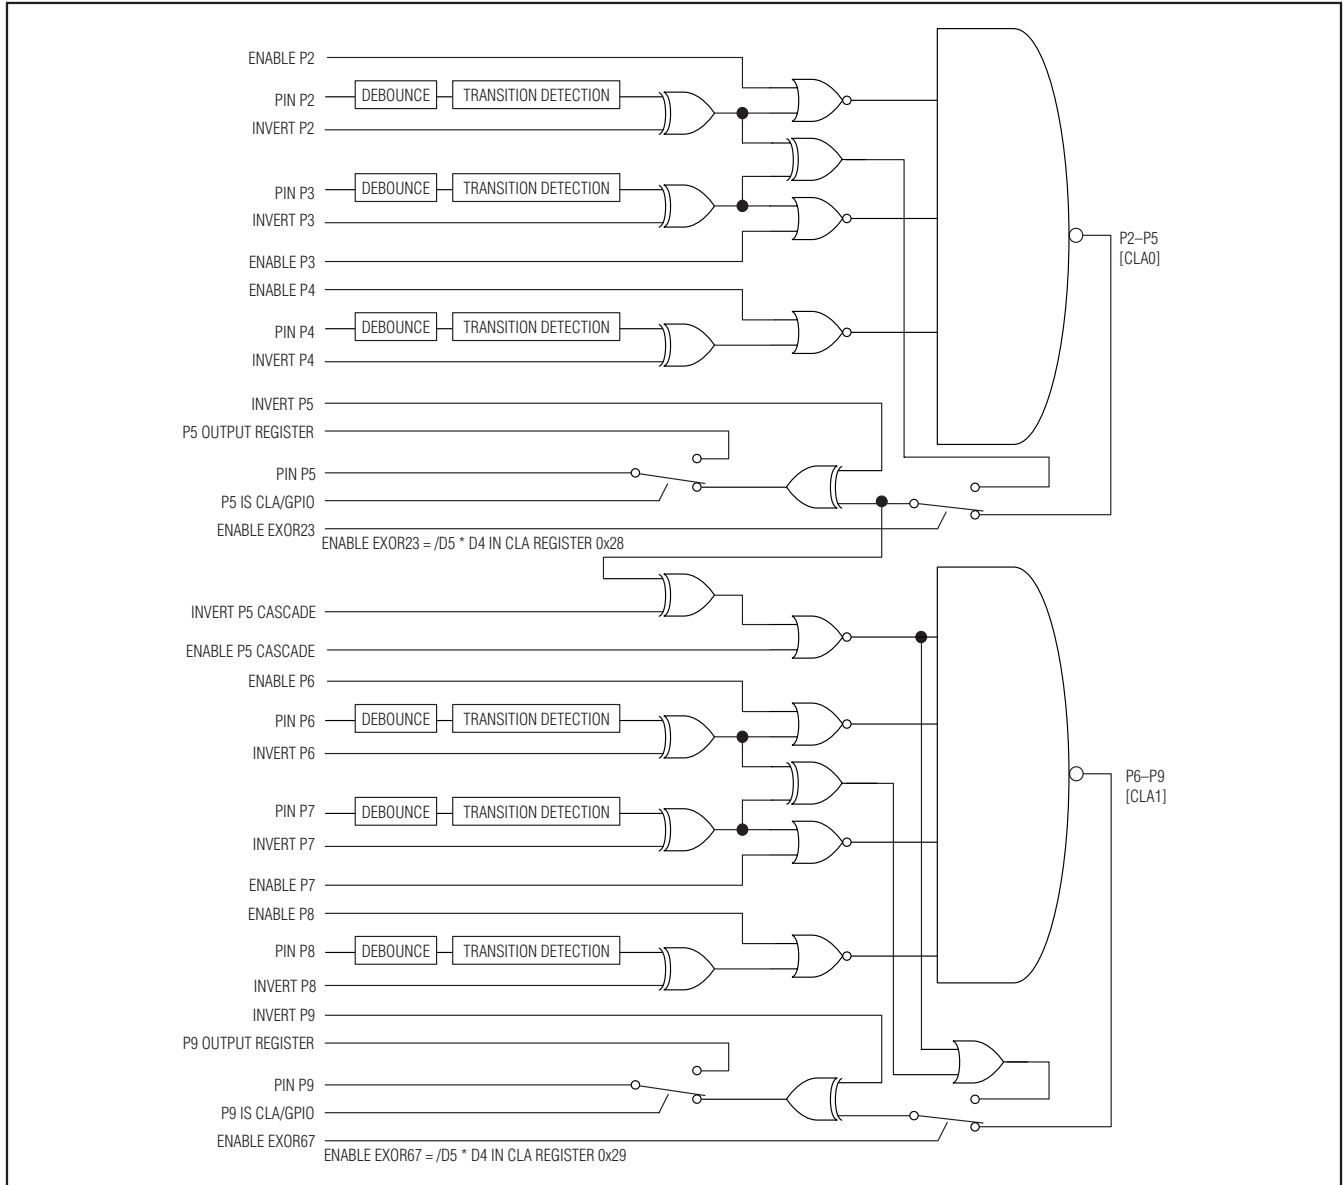 ENABLE P2
PIN P2 DEBOUNCE TRANSITION DETECTION
INVERT P2
PIN P3 DEBOUNCE TRANSITION DETECTION
INVERT P3
P2–P5
[CLA0]
ENABLE P3
ENABLE P4
PIN P4 DEBOUNCE TRANSITION DETECTION
INVERT P4
INVERT P5
P5 OUTPUT REGISTER
PIN P5
P5 IS CLA/GPIO
ENABLE EXOR23
ENABLE EXOR23 = /D5 * D4 IN CLA REGISTER 0x28
INVERT P5 CASCADE
ENABLE P5 CASCADE
ENABLE P6
PIN P6 DEBOUNCE TRANSITION DETECTION
INVERT P6
P6–P9
[CLA1]
PIN P7 DEBOUNCE TRANSITION DETECTION
INVERT P7
ENABLE P7
ENABLE P8
PIN P8 DEBOUNCE TRANSITION DETECTION
INVERT P8
INVERT P9
P9 OUTPUT REGISTER
PIN P9
P9 IS CLA/GPIO
ENABLE EXOR67
ENABLE EXOR67 = /D5 * D4 IN CLA REGISTER 0x29